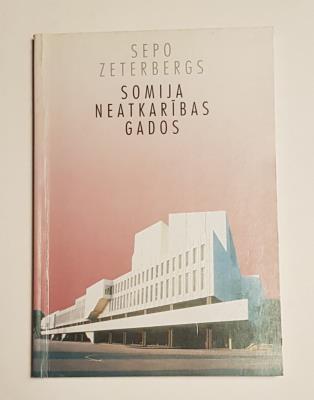 SEPO
ZETERBERGS
SOMIJA
NEATKARĪBAS
GADOS